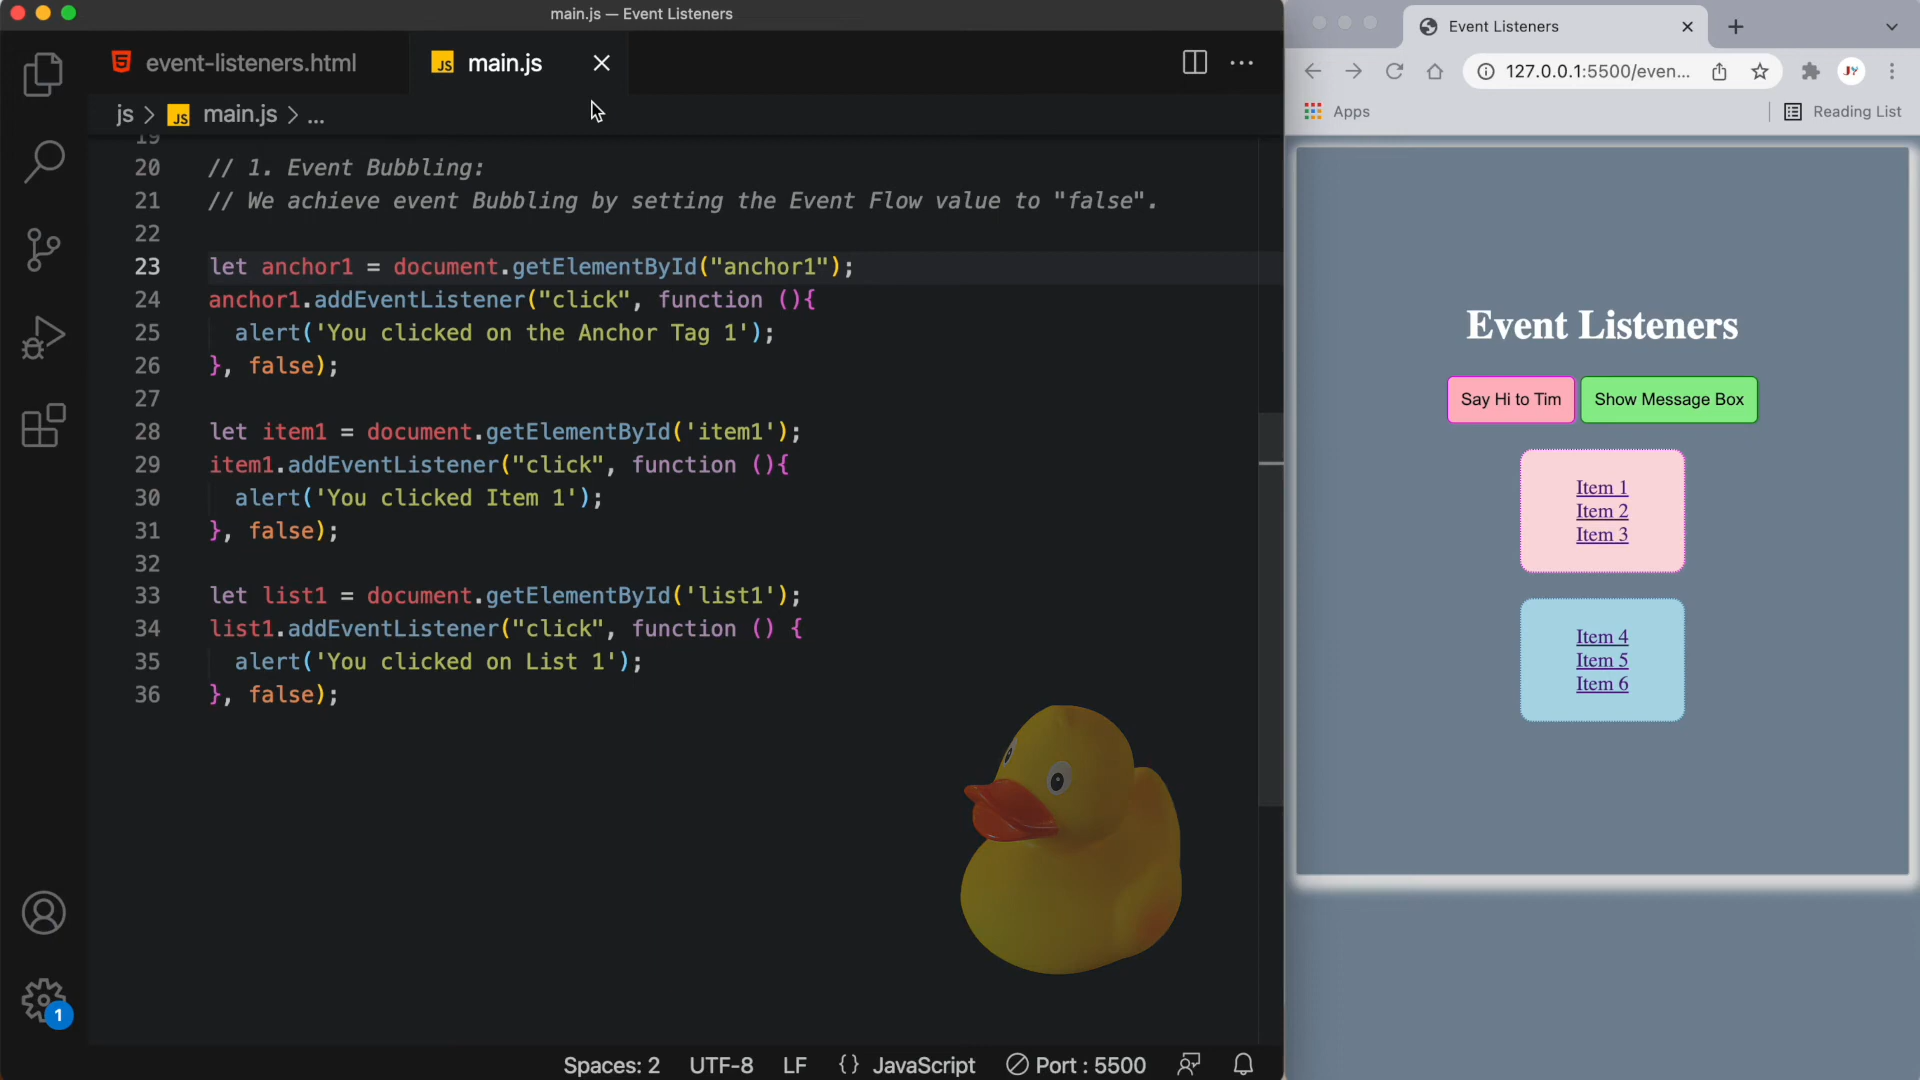 main.js — Event Listeners
event-listeners.html
JS main.js
js > JS main.js > ...
19
20 // 1. Event Bubbling:
21 // We achieve event Bubbling by setting the Event Flow value to "false".
22
23 let anchor1 = document.getElementById("anchor1");
24 anchor1.addEventListener("click", function (){
25 alert('You clicked on the Anchor Tag 1');
26 }, false);
27
28 let item1 = document.getElementById('item1');
29 item1.addEventListener("click", function (){
30 alert('You clicked Item 1');
31 }, false);
32
33 let list1 = document.getElementById('list1');
34 list1.addEventListener("click", function () {
35 alert('You clicked on List 1');
36 }, false);
1
Spaces: 2 UTF-8 LF {} JavaScript Port : 5500
Event Listeners
127.0.0.1:5500/even...
JY
Apps
Reading List
Event Listeners
Say Hi to Tim
Show Message Box
Item 1
Item 2
Item 3
Item 4
Item 5
Item 6